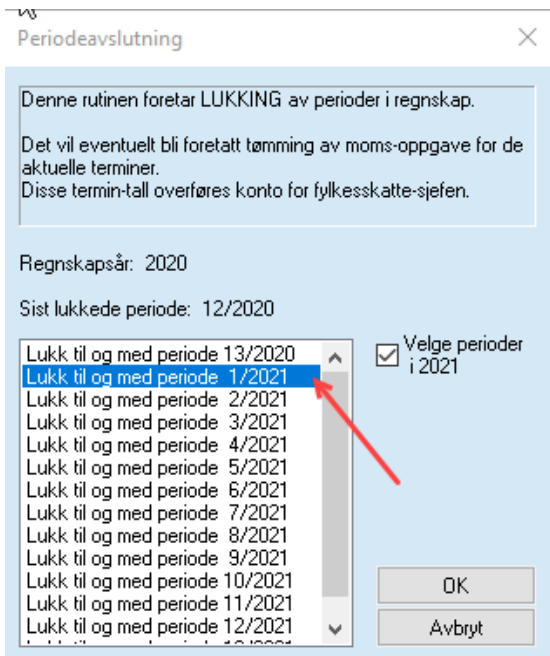 Periodeavslutning
Denne rutinen foretar LUKKING av perioder i regnskap.
Det vil eventuelt bli foretatt tømming av moms-oppgave for de
aktuelle terminer.
Disse termin-tall overføres konto for fylkesskatte-sjefen.
Regnskapsår: 2020
Sist lukkede periode: 12/2020
Lukk til og med periode 13/2020
Lukk til og med periode 1/2021
Lukk til og med periode 2/2021
Lukk til og med periode 3/2021
Lukk til og med periode 4/2021
Lukk til og med periode 5/2021
Lukk til og med periode 6/2021
Lukk til og med periode 7/2021
Lukk til og med periode 8/2021
Lukk til og med periode 9/2021
Lukk til og med periode 10/2021
Lukk til og med periode 11/2021
Lukk til og med periode 12/2021
Velge perioder
i 2021
OK
Avbryt